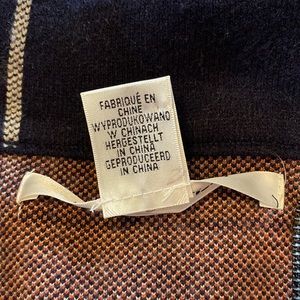 FABRIQUÉ EN
CHINE
WYPRODUKOWANO
W CHINACH
HERGESTELLT
IN CHINA
GEPRODUCEERD
IN CHINA